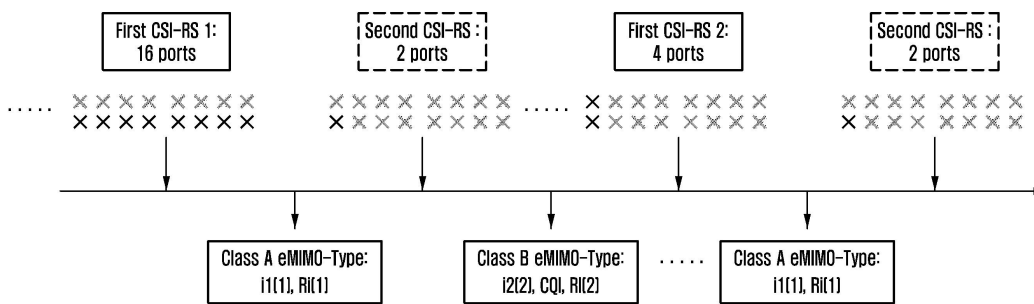 First CSI-RS 1:
16 ports
Second CSI-RS :
2 ports
First CSI-RS 2:
4 ports
Second CSI-RS :
2 ports
.....
.....
Class A eMIMO-Type:
i1(1), Ri(1)
Class B eMIMO-Type:
i2(2), CQI, RI(2)
.....
Class A eMIMO-Type:
i1(1), Ri(1)